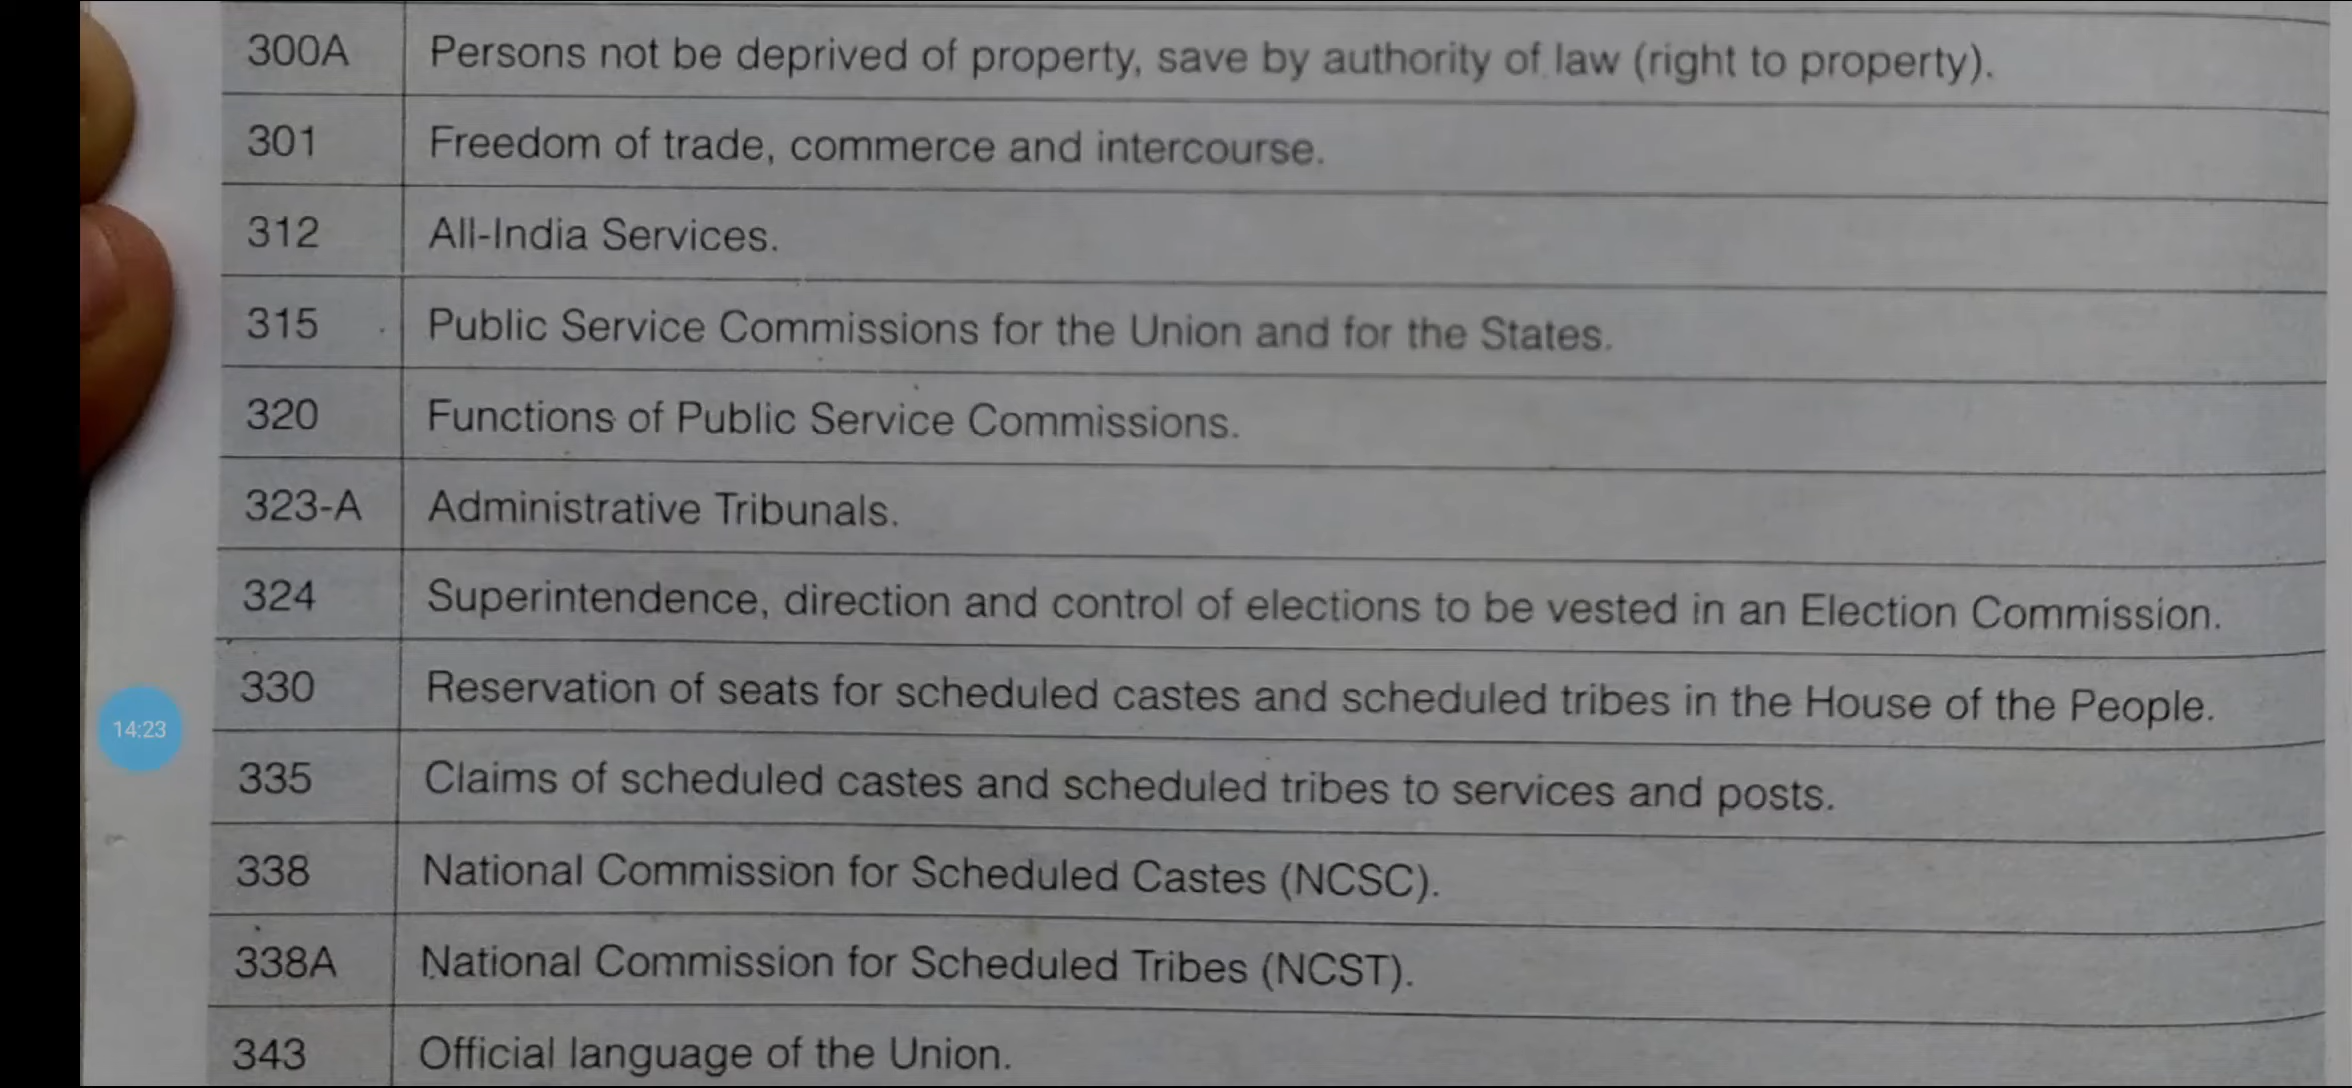 300A Persons not be deprived of property, save by authority of law (right to property).
301 Freedom of trade, commerce and intercourse.
312 All-India Services.
315 Public Service Commissions for the Union and for the States.
320 Functions of Public Service Commissions.
323-A Administrative Tribunals.
324 Superintendence, direction and control of elections to be vested in an Election Commission.
330 Reservation of seats for scheduled castes and scheduled tribes in the House of the People.
14:23
335 Claims of scheduled castes and scheduled tribes to services and posts.
338 National Commission for Scheduled Castes (NCSC).
338A National Commission for Scheduled Tribes (NCST).
343 Official language of the Union.